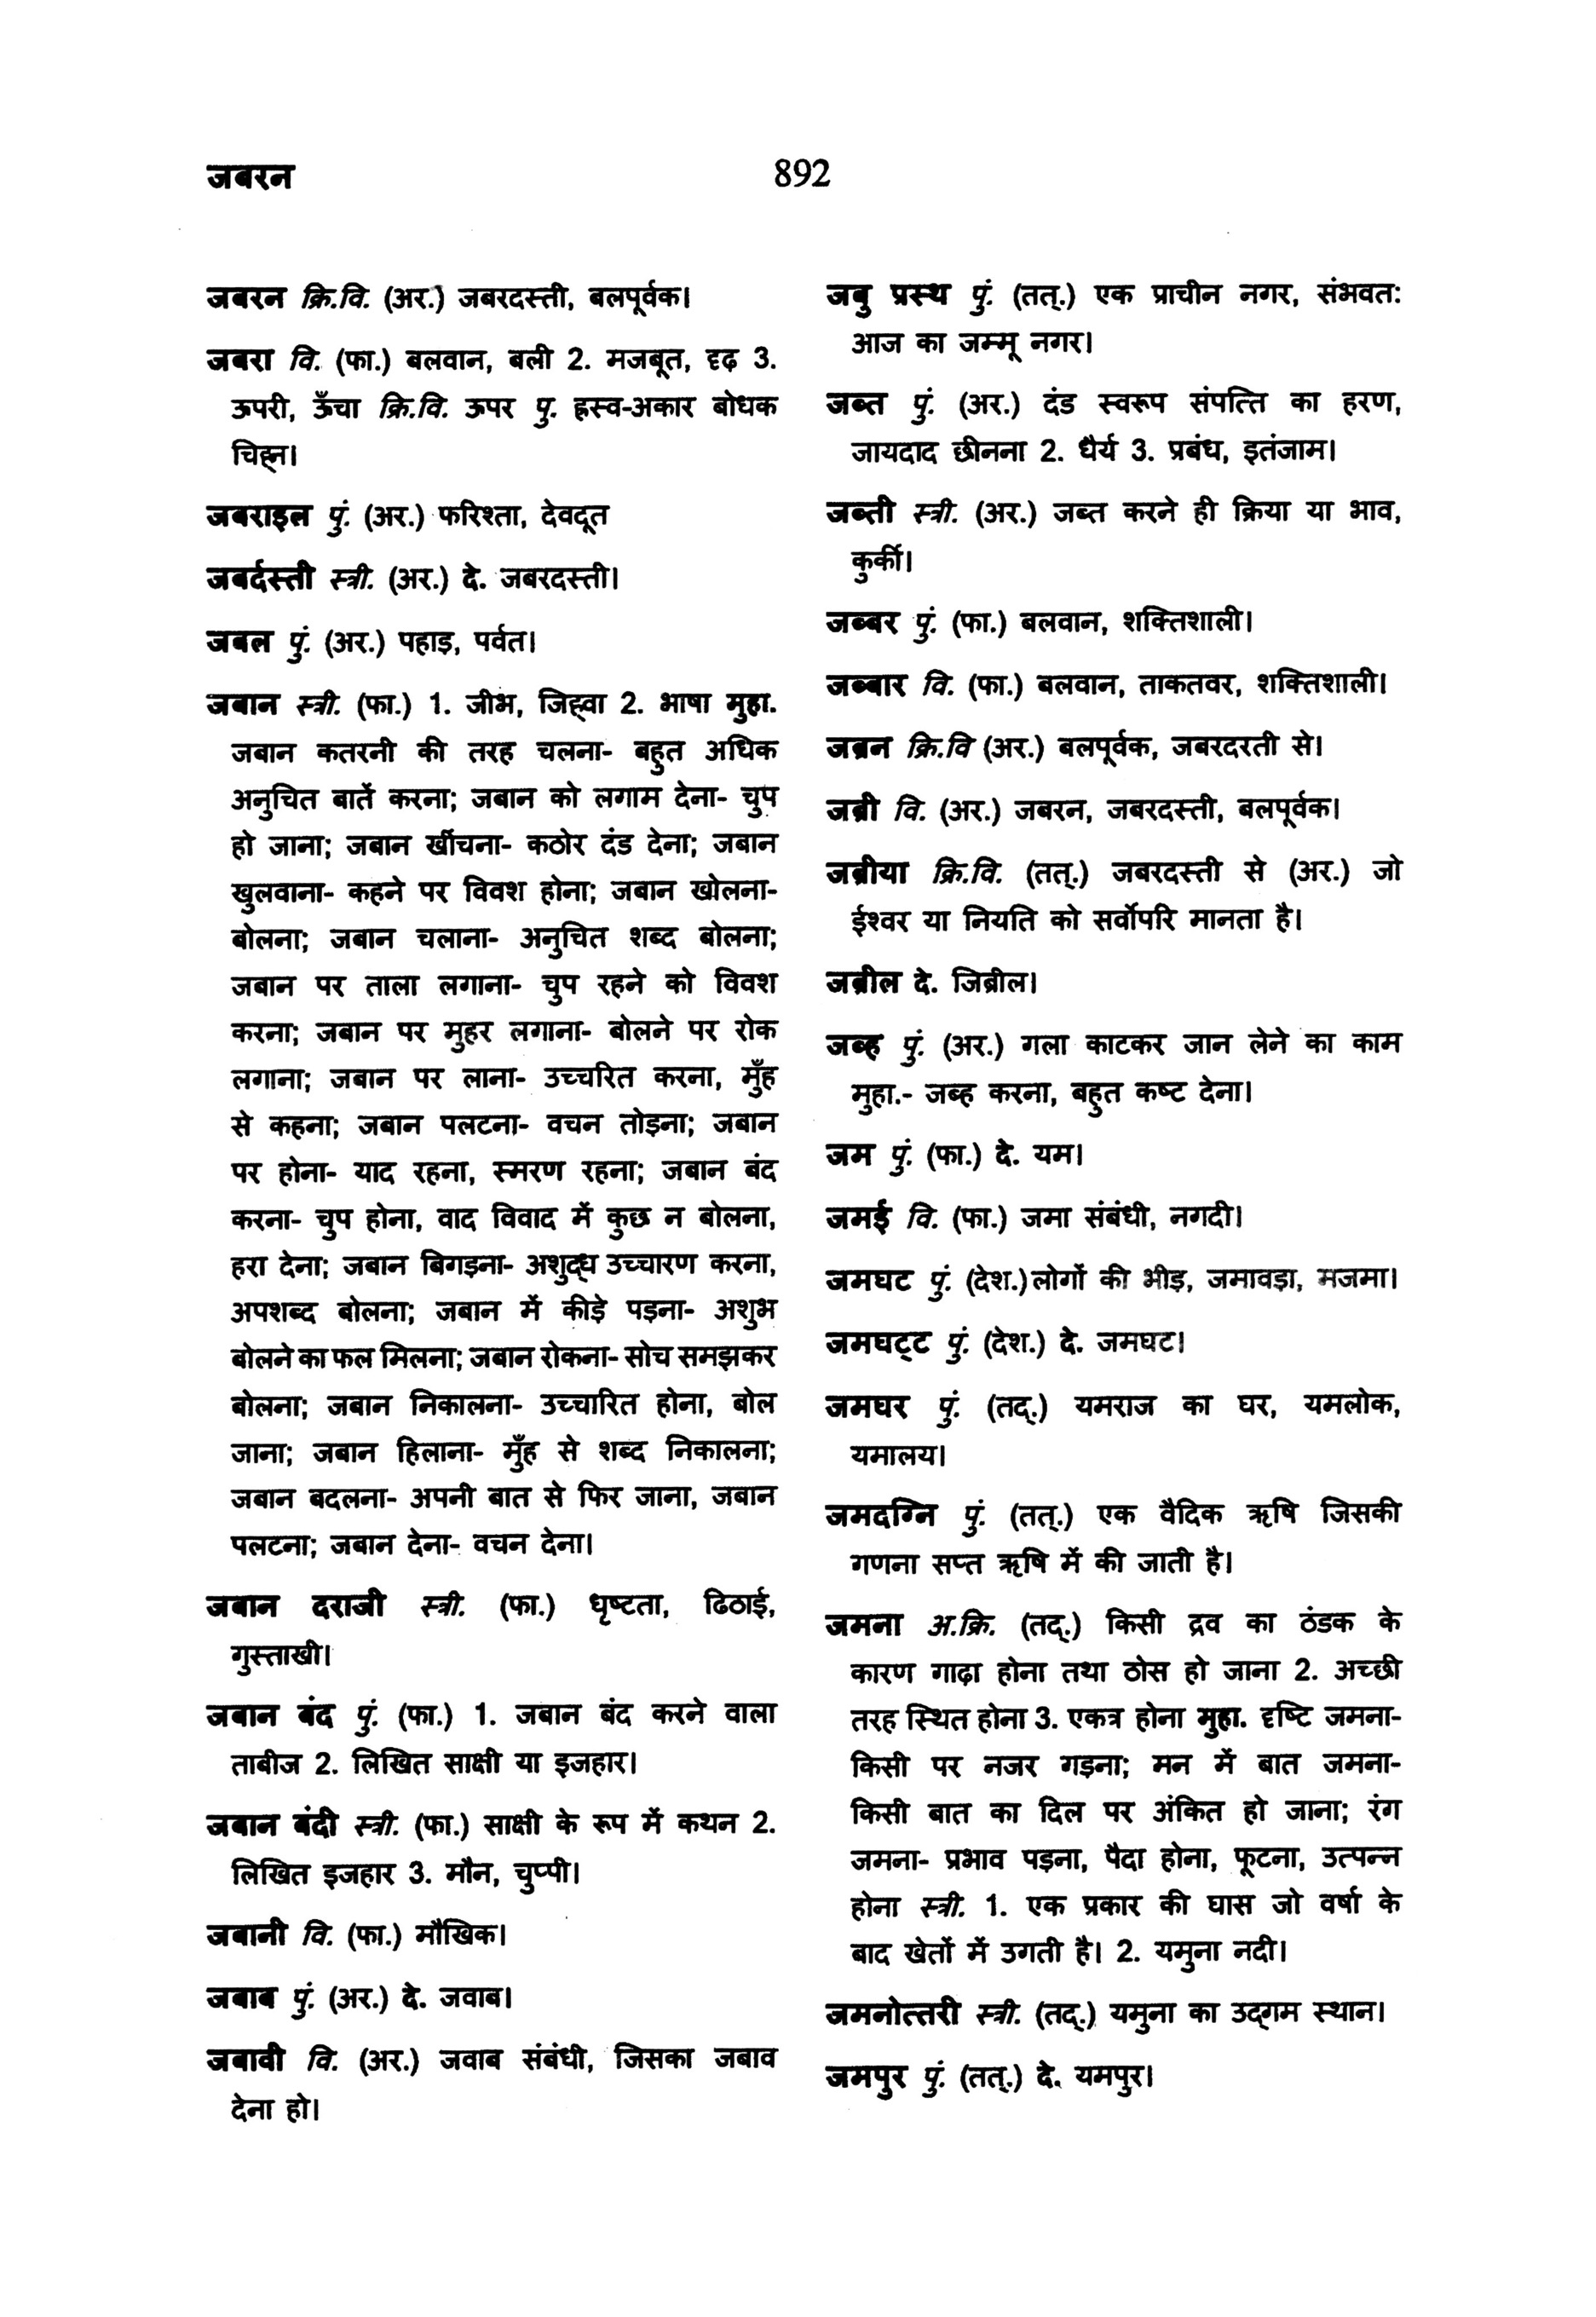 जबरन
892
जबरन क्रि.वि. (अर.) जबरदस्ती, बलपूर्वक।
जबरा वि. (फा.) बलवान, बली 2. मजबूत, दृढ़ 3.
ऊपरी, ऊँचा क्रि.वि. ऊपर पु. ह्रस्व-अकार बोधक
चिह्न।
जबराइल पुं. (अर.) फरिश्ता, देवदूत
जबर्दस्ती स्त्री. (अर.) दे. जबरदस्ती।
जबल पुं. (अर.) पहाड़, पर्वत।
जबान स्त्री. (फा.) 1. जीभ, जिह्वा 2. भाषा मुहा.
जबान कतरनी की तरह चलना- बहुत अधिक
अनुचित बातें करना; जबान को लगाम देना- चुप
हो जाना; जबान खींचना- कठोर दंड देना; जबान
खुलवाना- कहने पर विवश होना; जबान खोलना-
बोलना; जबान चलाना- अनुचित शब्द बोलना;
जबान पर ताला लगाना- चुप रहने को विवश
करना; जबान पर मुहर लगाना- बोलने पर रोक
लगाना; जबान पर लाना- उच्चरित करना, मुँह
से कहना; जबान पलटना- वचन तोड़ना; जबान
पर होना- याद रहना, स्मरण रहना; जबान बंद
करना- चुप होना, वाद विवाद में कुछ न बोलना,
हरा देना; जबान बिगड़ना- अशुद्ध उच्चारण करना,
अपशब्द बोलना; जबान में कीड़े पड़ना- अशुभ
बोलने का फल मिलना; जबान रोकना- सोच समझकर
बोलना; जबान निकालना- उच्चारित होना, बोल
जाना; जबान हिलाना- मुँह से शब्द निकालना;
जबान बदलना- अपनी बात से फिर जाना, जबान
पलटना; जबान देना- वचन देना।
जबान दराजी स्त्री. (फा.) धृष्टता, ढिठाई,
गुस्ताखी।
जबान बंद पुं. (फा.) 1. जबान बंद करने वाला
ताबीज 2. लिखित साक्षी या इजहार।
जबान बंदी स्त्री. (फा.) साक्षी के रूप में कथन 2.
लिखित इजहार 3. मौन, चुप्पी।
जबानी वि. (फा.) मौखिक।
जबाब पुं. (अर.) दे. जवाब।
जबावी वि. (अर.) जवाब संबंधी, जिसका जबाव
देना हो।
जबु प्रस्थ पुं. (तत्.) एक प्राचीन नगर, संभवत:
आज का जम्मू नगर।
जब्त पुं. (अर.) दंड स्वरूप संपत्ति का हरण,
जायदाद छीनना 2. धैर्य 3. प्रबंध, इतंजाम।
जब्ती स्त्री. (अर.) जब्त करने ही क्रिया या भाव,
कुर्की।
जब्बर पुं. (फा.) बलवान, शक्तिशाली।
जब्बार वि. (फा.) बलवान, ताकतवर, शक्तिशाली।
जब्रन क्रि.वि (अर.) बलपूर्वक, जबरदरती से।
जब्री वि. (अर.) जबरन, जबरदस्ती, बलपूर्वक।
जब्रीया क्रि.वि. (तत्.) जबरदस्ती से (अर.) जो
ईश्वर या नियति को सर्वोपरि मानता है।
जब्रील दे. जिब्रील।
जब्ह पुं. (अर.) गला काटकर जान लेने का काम
मुहा.- जब्ह करना, बहुत कष्ट देना।
जम पुं. (फा.) दे. यम।
जमई वि. (फा.) जमा संबंधी, नगदी।
जमघट पुं. (देश.) लोगों की भीड़, जमावड़ा, मजमा।
जमघट्ट पुं. (देश.) दे. जमघट।
जमघर पुं. (तद्.) यमराज का घर, यमलोक,
यमालय।
जमदग्नि पुं. (तत्.) एक वैदिक ऋषि जिसकी
गणना सप्त ऋषि में की जाती है।
जमना अ.क्रि. (तद्.) किसी द्रव का ठंडक के
कारण गाढ़ा होना तथा ठोस हो जाना 2. अच्छी
तरह स्थित होना 3. एकत्र होना मुहा. दृष्टि जमना-
किसी पर नजर गड़ना; मन में बात जमना-
किसी बात का दिल पर अंकित हो जाना; रंग
जमना- प्रभाव पड़ना, पैदा होना, फूटना, उत्पन्न
होना स्त्री. 1. एक प्रकार की घास जो वर्षा के
बाद खेतों में उगती है। 2. यमुना नदी।
जमनोत्तरी स्त्री. (तद्.) यमुना का उद्गम स्थान।
जमपुर पुं. (तत्.) दे. यमपुर।